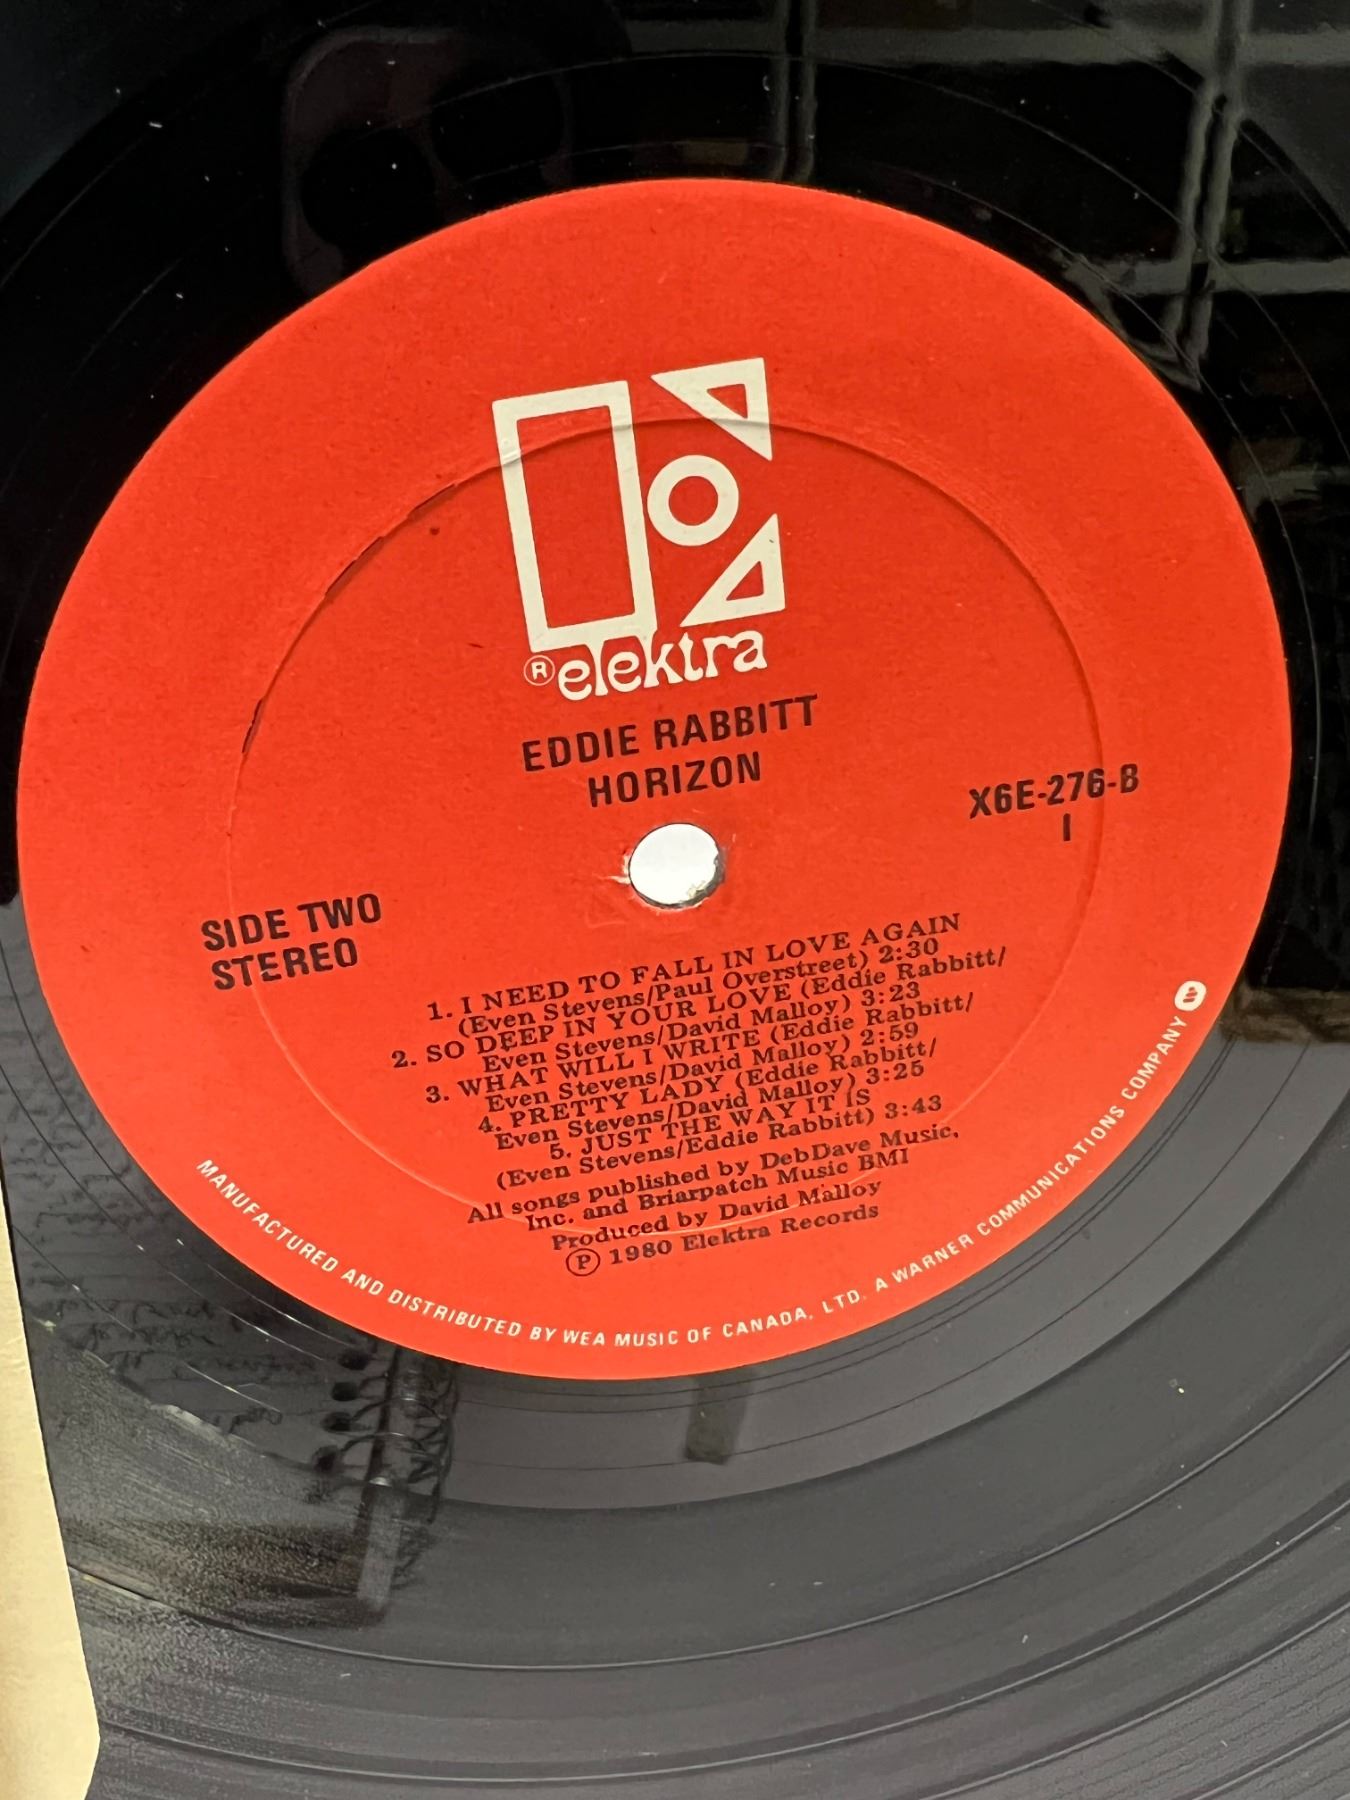 ® elektra
EDDIE RABBITT
HORIZON
X6E-276-B
I
SIDE TWO
STEREO
1. I NEED TO FALL IN LOVE AGAIN
(Even Stevens/Paul Overstreet) 2:30
2. SO DEEP IN YOUR LOVE (Eddie Rabbitt/
Even Stevens/David Malloy) 3:23
3. WHAT WILL I WRITE (Eddie Rabbitt/
Even Stevens/David Malloy) 2:59
4. PRETTY LADY (Eddie Rabbitt/
Even Stevens/David Malloy) 3:25
5. JUST THE WAY IT IS
(Even Stevens/Eddie Rabbitt) 3:43
All songs published by DebDave Music,
Inc. and Briarpatch Music BMI
Produced by David Malloy
℗ 1980 Elektra Records
MANUFACTURED AND DISTRIBUTED BY WEA MUSIC OF CANADA, LTD. A WARNER COMMUNICATIONS COMPANY